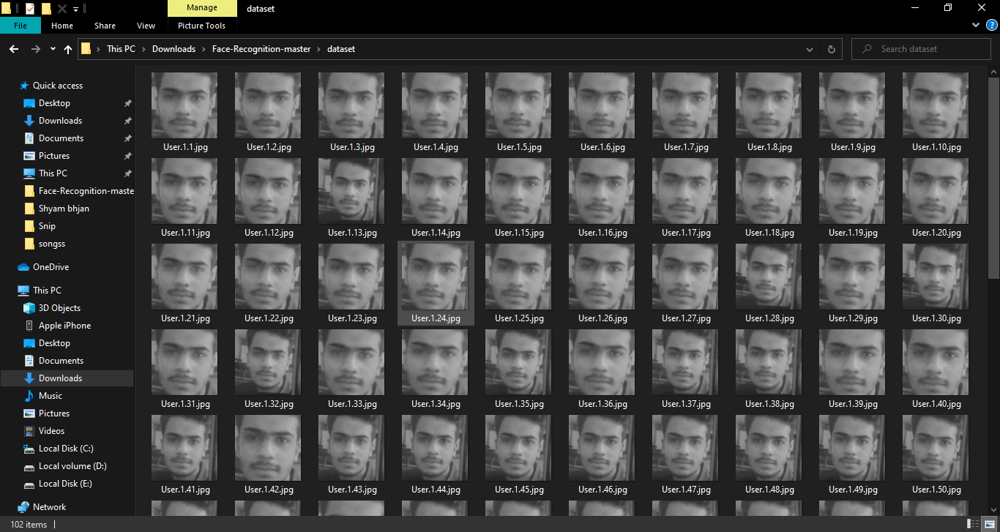 Manage
dataset
File
Home
Share
View
Picture Tools
This PC
Downloads
Face-Recognition-master
dataset
Search dataset
Quick access
Desktop
Downloads
Documents
Pictures
This PC
Face-Recognition-maste
Shyam bhjan
Snip
songss
OneDrive
This PC
3D Objects
Apple iPhone
Desktop
Documents
Downloads
Music
Pictures
Videos
Local Disk (C:)
Local volume (D:)
Local Disk (E:)
Network
User.1.1.jpg User.1.2.jpg User.1.3.jpg User.1.4.jpg User.1.5.jpg User.1.6.jpg User.1.7.jpg User.1.8.jpg User.1.9.jpg User.1.10.jpg
User.1.11.jpg User.1.12.jpg User.1.13.jpg User.1.14.jpg User.1.15.jpg User.1.16.jpg User.1.17.jpg User.1.18.jpg User.1.19.jpg User.1.20.jpg
User.1.21.jpg User.1.22.jpg User.1.23.jpg User.1.24.jpg User.1.25.jpg User.1.26.jpg User.1.27.jpg User.1.28.jpg User.1.29.jpg User.1.30.jpg
User.1.31.jpg User.1.32.jpg User.1.33.jpg User.1.34.jpg User.1.35.jpg User.1.36.jpg User.1.37.jpg User.1.38.jpg User.1.39.jpg User.1.40.jpg
User.1.41.jpg User.1.42.jpg User.1.43.jpg User.1.44.jpg User.1.45.jpg User.1.46.jpg User.1.47.jpg User.1.48.jpg User.1.49.jpg User.1.50.jpg
102 items